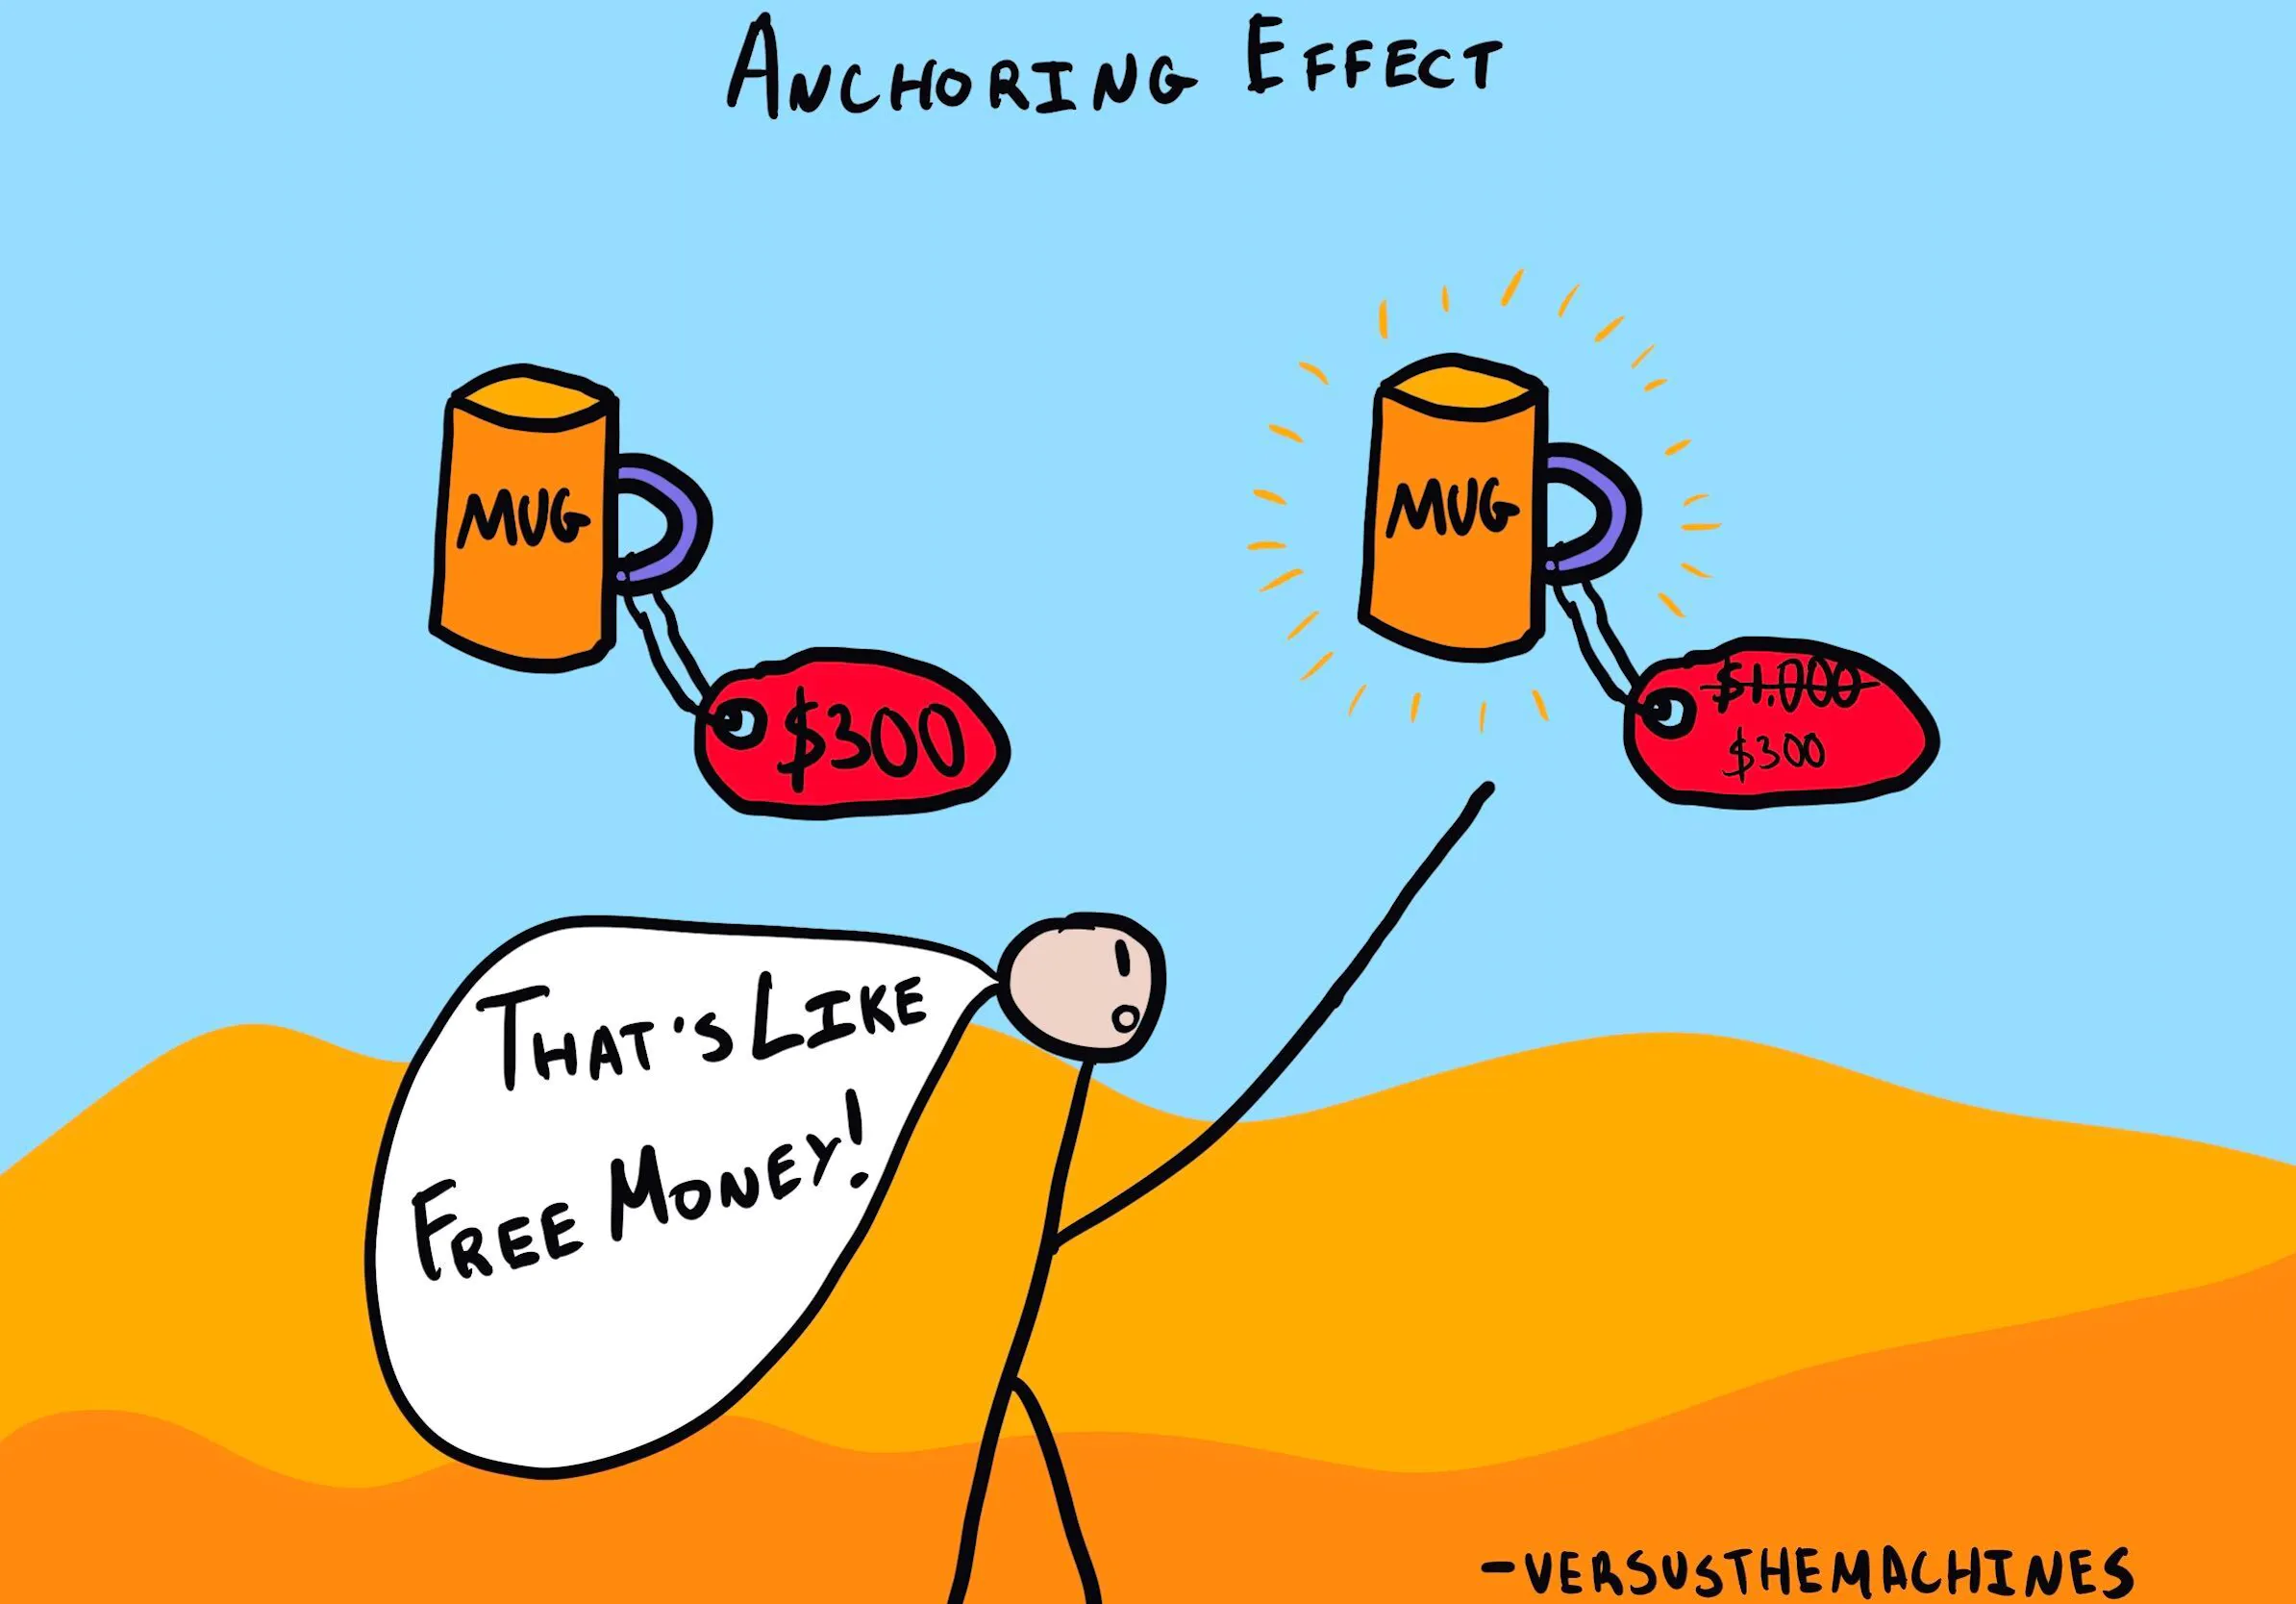 ANCHORING EFFECT
MUG
$300
MUG
$1,000
$300
THAT'S LIKE
FREE MONEY!
-VERSUSTHEMACHINES